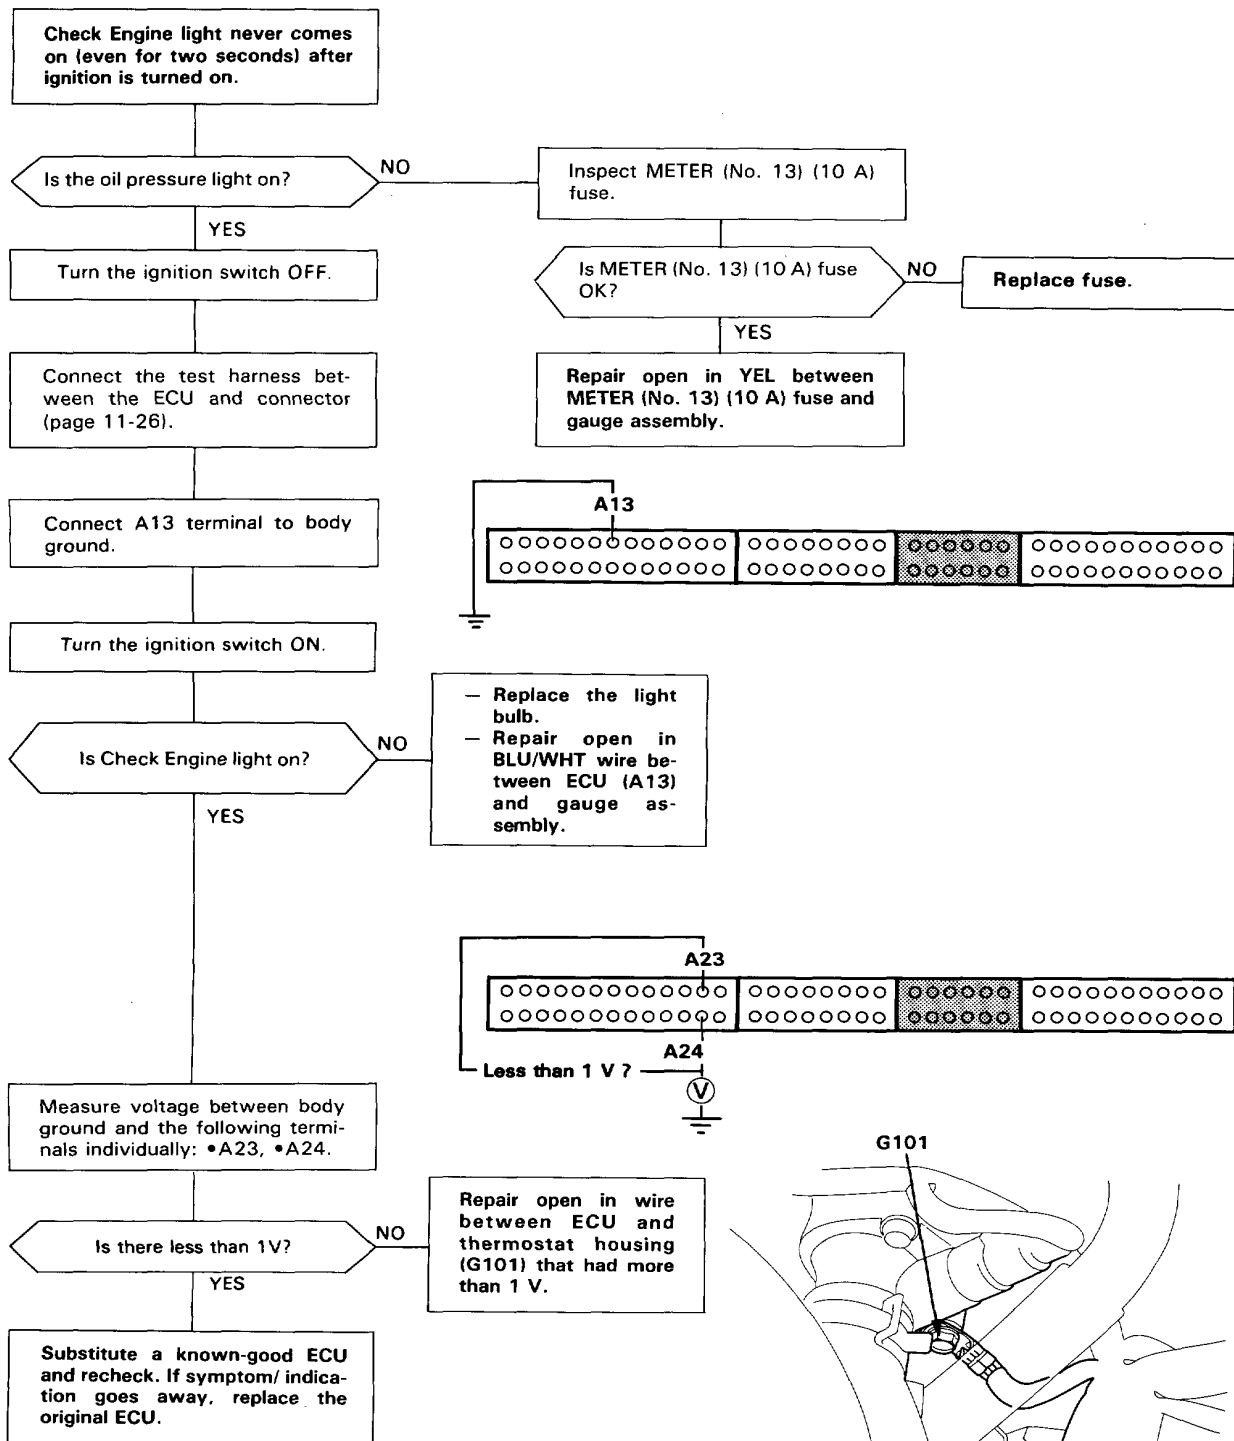 Check Engine light never comes
on (even for two seconds) after
ignition is turned on.
Is the oil pressure light on?
NO
YES
Inspect METER (No. 13) (10 A)
fuse.
Is METER (No. 13) (10 A) fuse
OK?
NO
Replace fuse.
YES
Repair open in YEL between
METER (No. 13) (10 A) fuse and
gauge assembly.
Turn the ignition switch OFF.
Connect the test harness bet-
ween the ECU and connector
(page 11-26).
Connect A13 terminal to body
ground.
A13
Turn the ignition switch ON.
Is Check Engine light on?
NO
— Replace the light
bulb.
— Repair open in
BLU/WHT wire be-
tween ECU (A13)
and gauge as-
sembly.
YES
A23
A24
Less than 1 V ?
V
Measure voltage between body
ground and the following termi-
nals individually: •A23, •A24.
Is there less than 1V?
NO
Repair open in wire
between ECU and
thermostat housing
(G101) that had more
than 1 V.
YES
Substitute a known-good ECU
and recheck. If symptom/ indica-
tion goes away, replace the
original ECU.
G101